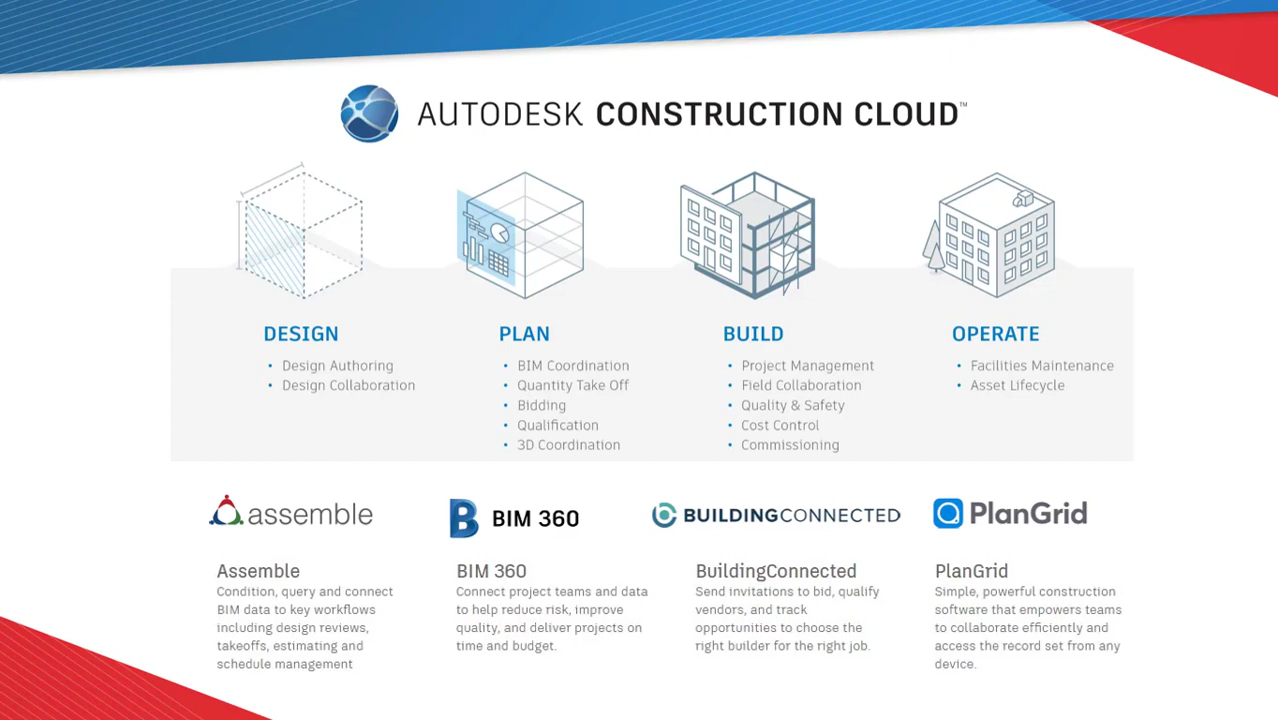 AUTODESK CONSTRUCTION CLOUD™
DESIGN
• Design Authoring
• Design Collaboration
PLAN
• BIM Coordination
• Quantity Take Off
• Bidding
• Qualification
• 3D Coordination
BUILD
• Project Management
• Field Collaboration
• Quality & Safety
• Cost Control
• Commissioning
OPERATE
• Facilities Maintenance
• Asset Lifecycle
assemble
Assemble
Condition, query and connect
BIM data to key workflows
including design reviews,
takeoffs, estimating and
schedule management
BIM 360
BIM 360
Connect project teams and data
to help reduce risk, improve
quality, and deliver projects on
time and budget.
BUILDINGCONNECTED
BuildingConnected
Send invitations to bid, qualify
vendors, and track
opportunities to choose the
right builder for the right job.
PlanGrid
PlanGrid
Simple, powerful construction
software that empowers teams
to collaborate efficiently and
access the record set from any
device.